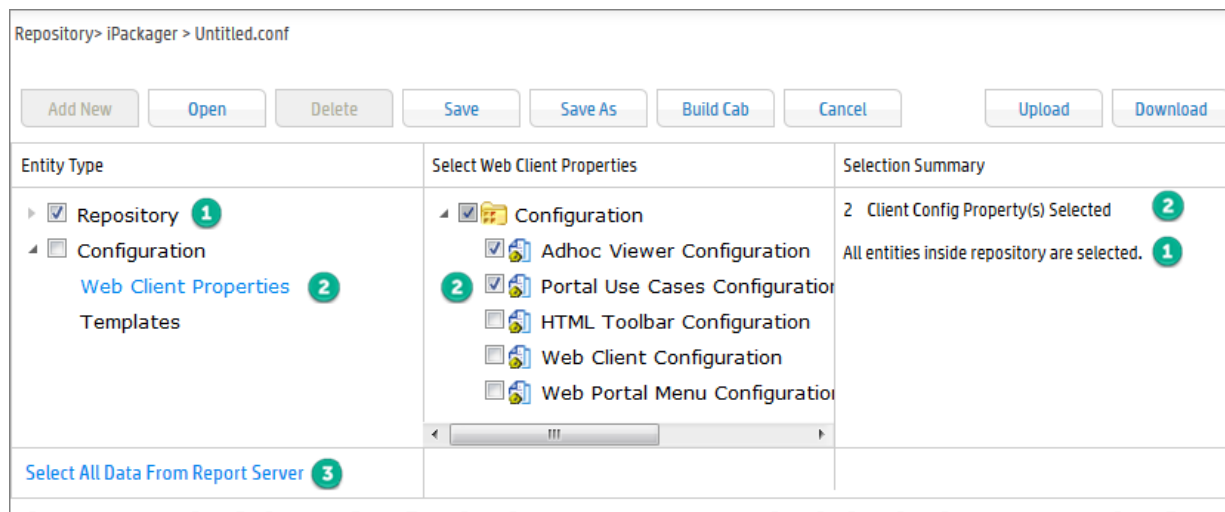 Repository> iPackager > Untitled.conf
Add New Open Delete Save Save As Build Cab Cancel Upload Download
Entity Type Select Web Client Properties Selection Summary
Repository 1 Configuration 2 Client Config Property(s) Selected 2
Configuration Adhoc Viewer Configuration All entities inside repository are selected. 1
Web Client Properties 2 2 Portal Use Cases Configuration
Templates HTML Toolbar Configuration
Web Client Configuration
Web Portal Menu Configuration
Select All Data From Report Server 3